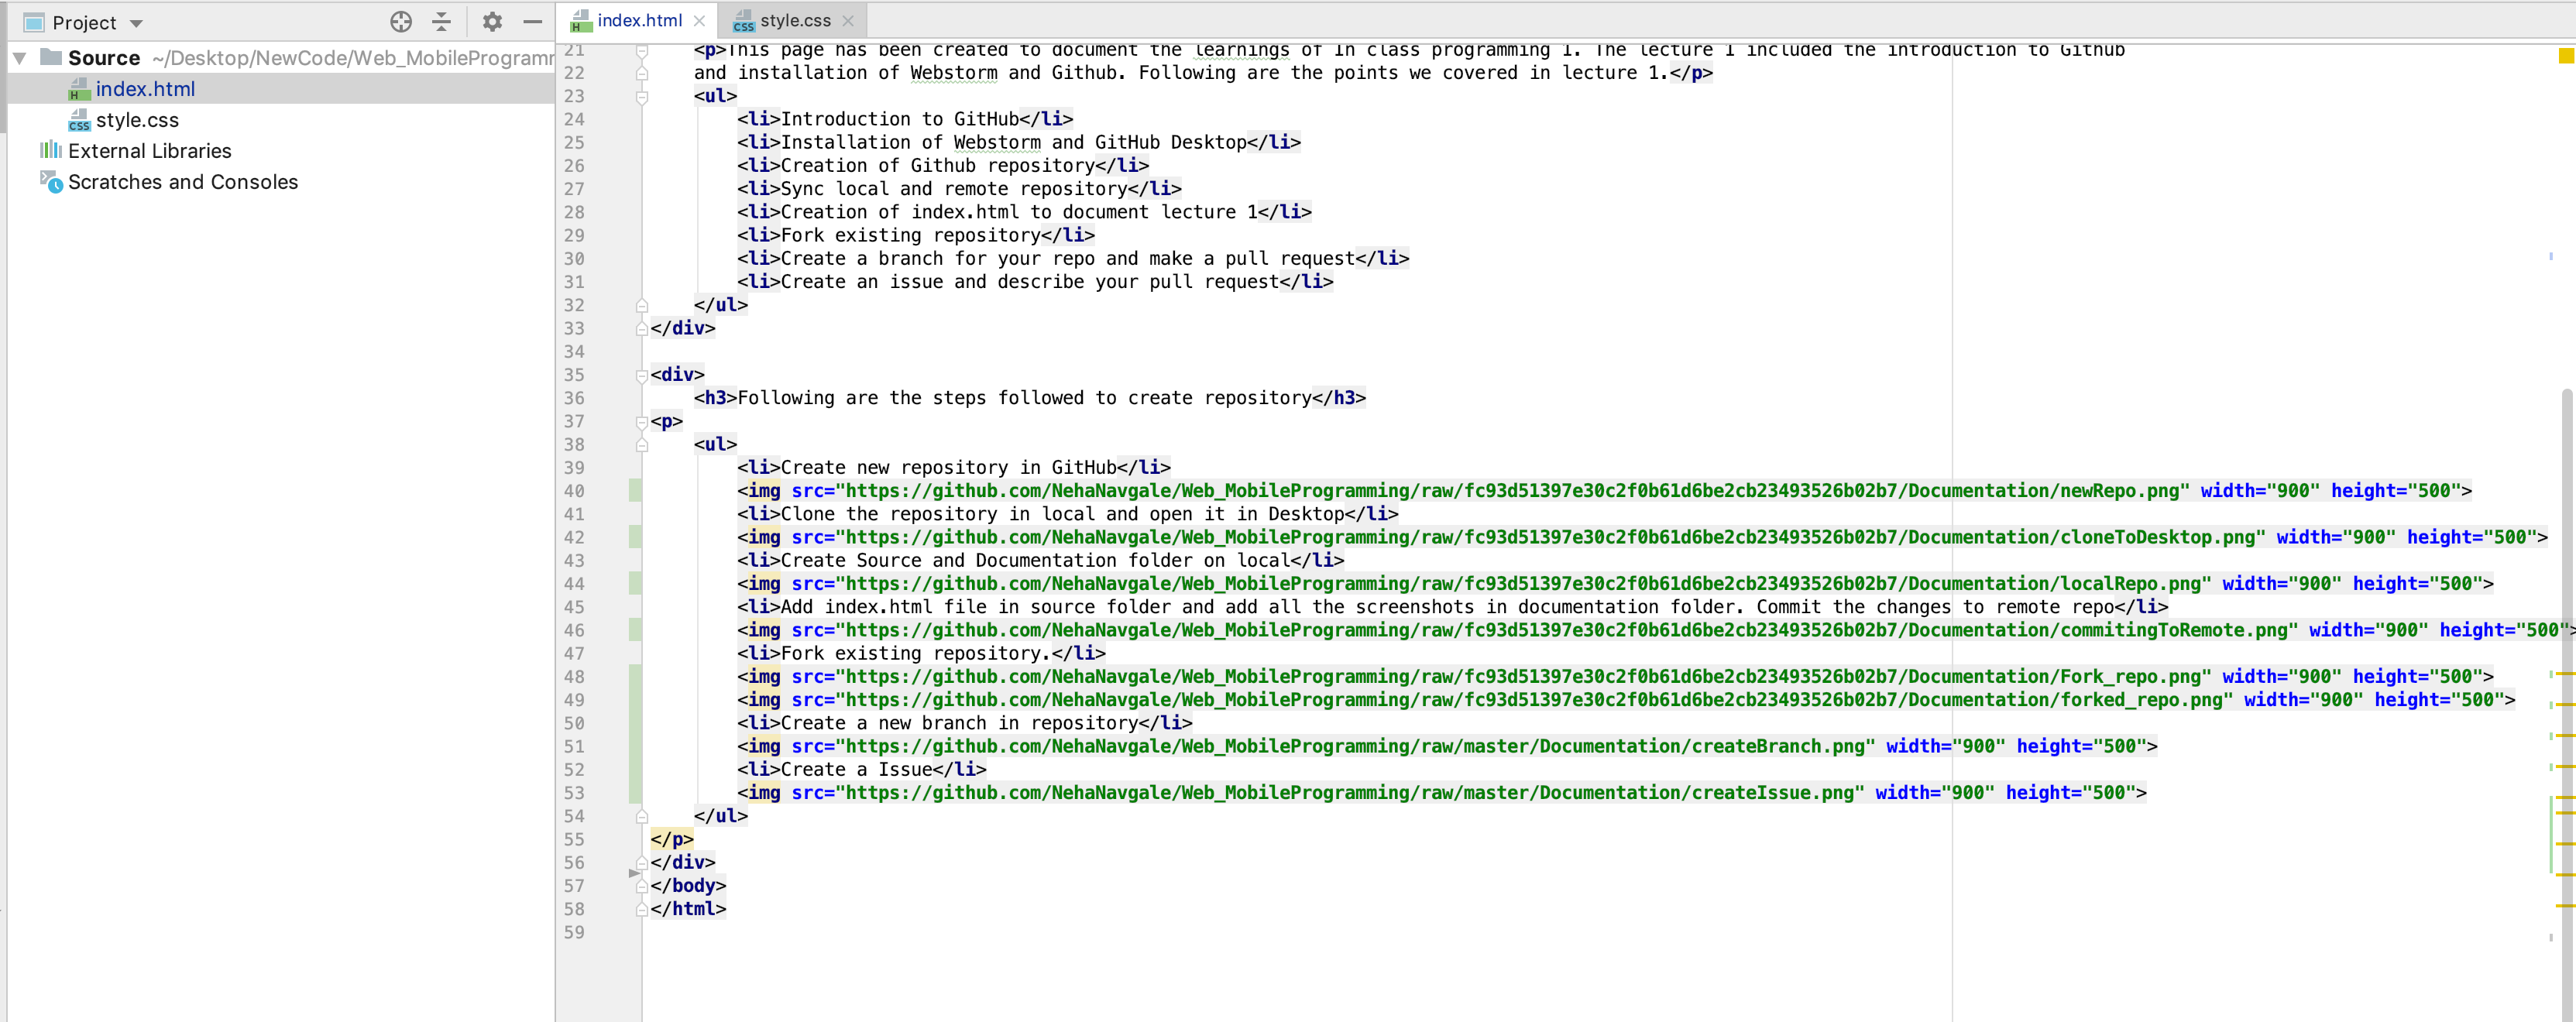 Project
Source ~/Desktop/NewCode/Web_MobileProgramm
index.html
style.css
External Libraries
Scratches and Consoles
index.html style.css
21 <p>This page has been created to document the learnings of In class programming 1. The lecture 1 included the introduction to Github
22 and installation of Webstorm and Github. Following are the points we covered in lecture 1.</p>
23 <ul>
24 <li>Introduction to GitHub</li>
25 <li>Installation of Webstorm and GitHub Desktop</li>
26 <li>Creation of Github repository</li>
27 <li>Sync local and remote repository</li>
28 <li>Creation of index.html to document lecture 1</li>
29 <li>Fork existing repository</li>
30 <li>Create a branch for your repo and make a pull request</li>
31 <li>Create an issue and describe your pull request</li>
32 </ul>
33 </div>
34
35 <div>
36 <h3>Following are the steps followed to create repository</h3>
37 <p>
38 <ul>
39 <li>Create new repository in GitHub</li>
40 <img src="https://github.com/NehaNavgale/Web_MobileProgramming/raw/fc93d51397e30c2f0b61d6be2cb23493526b02b7/Documentation/newRepo.png" width="900" height="500">
41 <li>Clone the repository in local and open it in Desktop</li>
42 <img src="https://github.com/NehaNavgale/Web_MobileProgramming/raw/fc93d51397e30c2f0b61d6be2cb23493526b02b7/Documentation/cloneToDesktop.png" width="900" height="500">
43 <li>Create Source and Documentation folder on local</li>
44 <img src="https://github.com/NehaNavgale/Web_MobileProgramming/raw/fc93d51397e30c2f0b61d6be2cb23493526b02b7/Documentation/localRepo.png" width="900" height="500">
45 <li>Add index.html file in source folder and add all the screenshots in documentation folder. Commit the changes to remote repo</li>
46 <img src="https://github.com/NehaNavgale/Web_MobileProgramming/raw/fc93d51397e30c2f0b61d6be2cb23493526b02b7/Documentation/commitingToRemote.png" width="900" height="500">
47 <li>Fork existing repository.</li>
48 <img src="https://github.com/NehaNavgale/Web_MobileProgramming/raw/fc93d51397e30c2f0b61d6be2cb23493526b02b7/Documentation/Fork_repo.png" width="900" height="500">
49 <img src="https://github.com/NehaNavgale/Web_MobileProgramming/raw/fc93d51397e30c2f0b61d6be2cb23493526b02b7/Documentation/forked_repo.png" width="900" height="500">
50 <li>Create a new branch in repository</li>
51 <img src="https://github.com/NehaNavgale/Web_MobileProgramming/raw/master/Documentation/createBranch.png" width="900" height="500">
52 <li>Create a Issue</li>
53 <img src="https://github.com/NehaNavgale/Web_MobileProgramming/raw/master/Documentation/createIssue.png" width="900" height="500">
54 </ul>
55 </p>
56 </div>
57 </body>
58 </html>
59